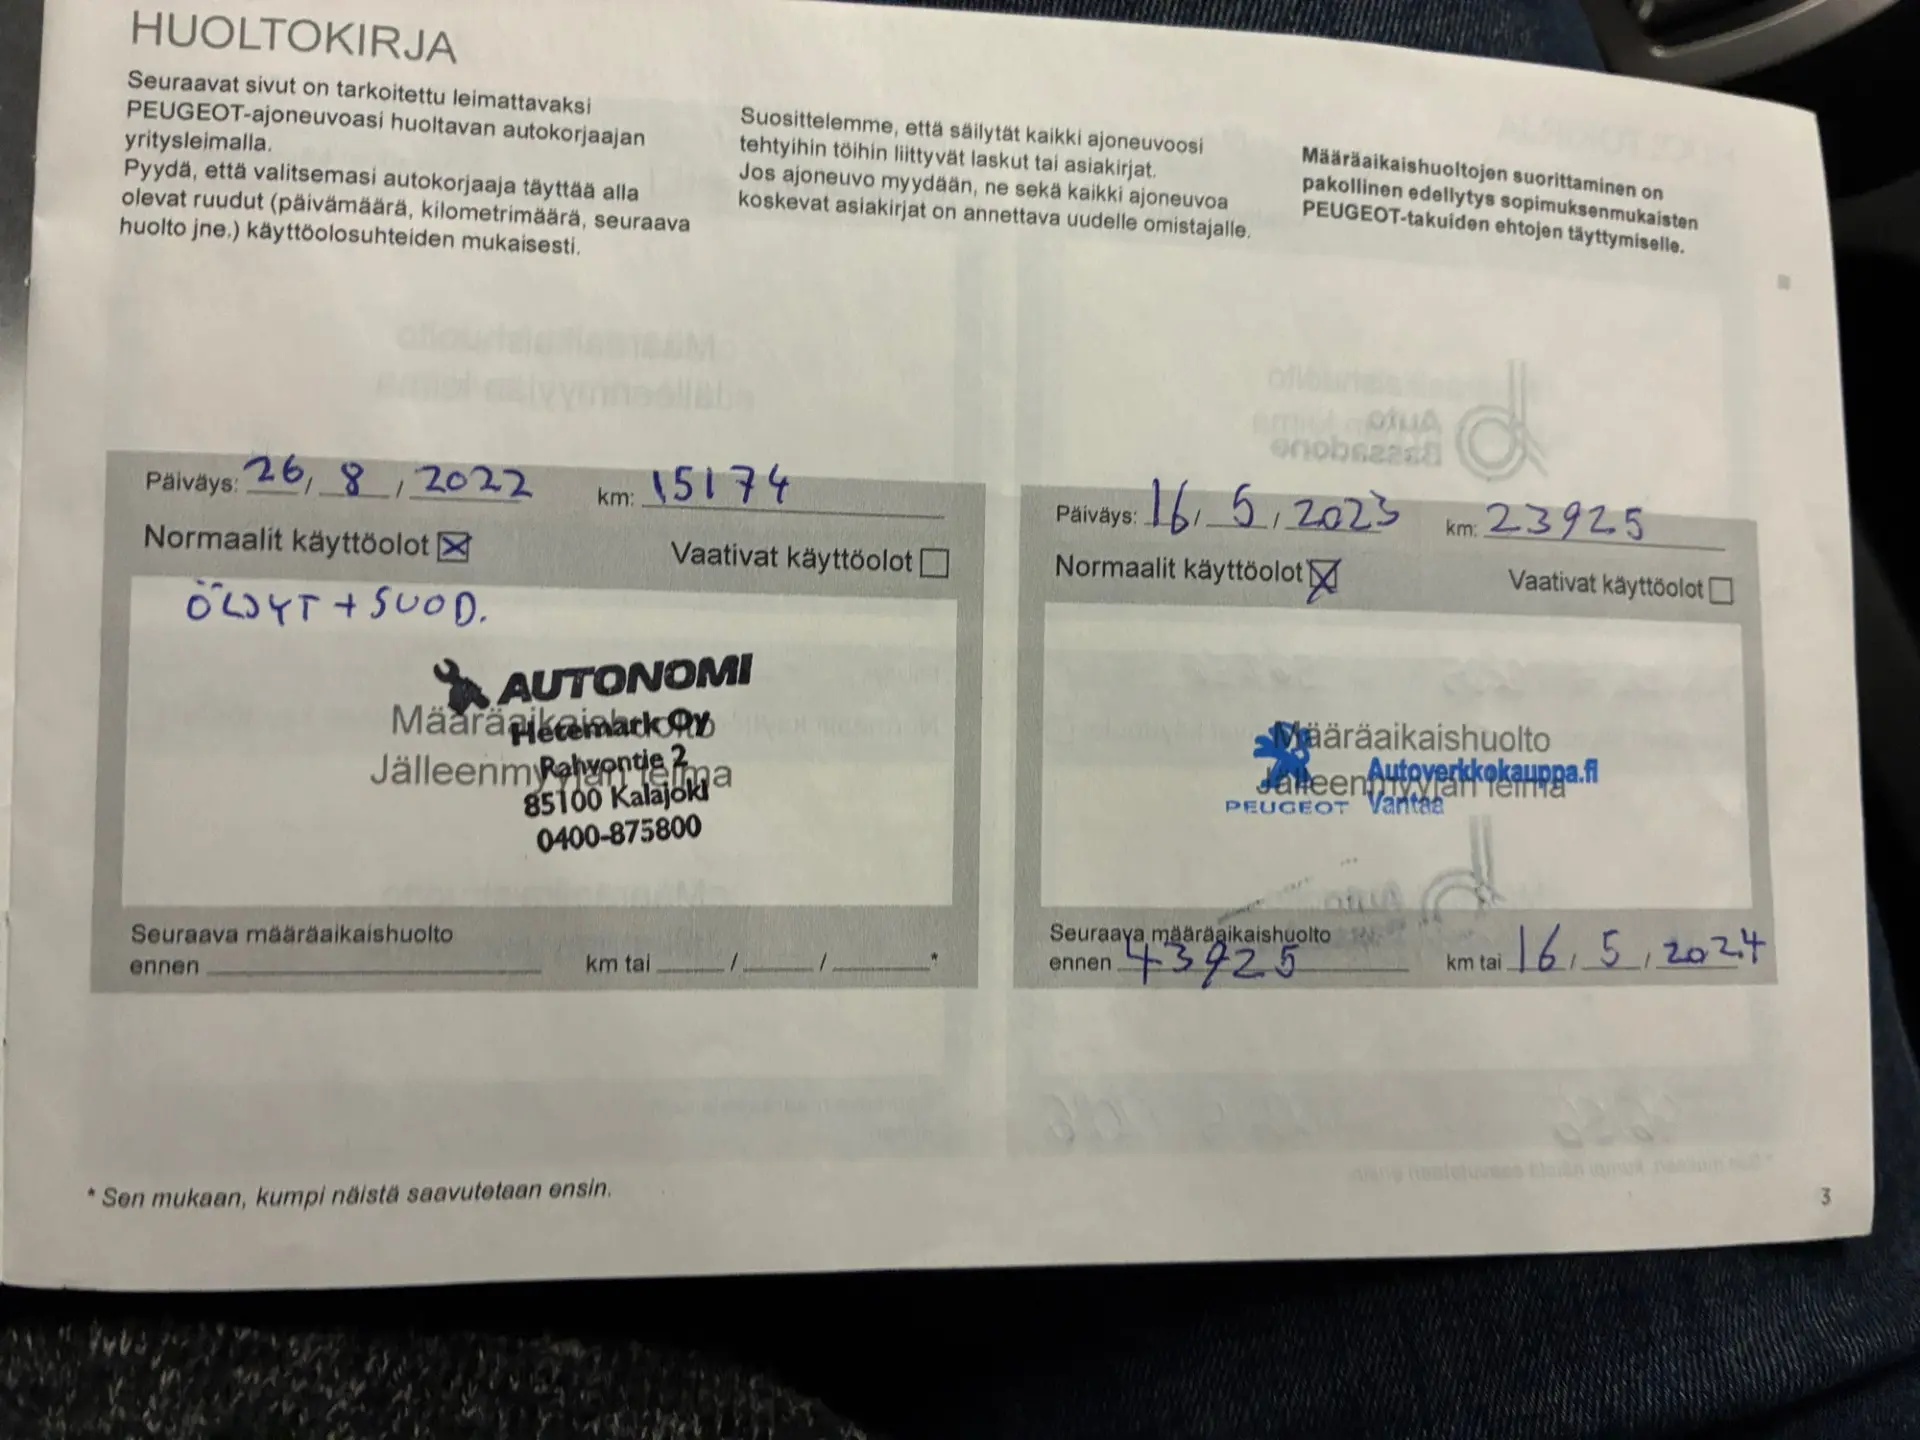 HUOLTOKIRJA
Seuraavat sivut on tarkoitettu leimattavaksi
PEUGEOT-ajoneuvoasi huoltavan autokorjaajan
yritysleimalla.
Pyydä, että valitsemasi autokorjaaja täyttää alla
olevat ruudut (päivämäärä, kilometrimäärä, seuraava
huolto jne.) käyttöolosuhteiden mukaisesti.
Suosittelemme, että säilytät kaikki ajoneuvoosi
tehtyihin töihin liittyvät laskut tai asiakirjat.
Jos ajoneuvo myydään, ne sekä kaikki ajoneuvoa
koskevat asiakirjat on annettava uudelle omistajalle.
Määräaikaishuoltojen suorittaminen on
pakollinen edellytys sopimuksenmukaisten
PEUGEOT-takuiden ehtojen täyttymiselle.
Päiväys: 26 / 8 / 2022 km: 15174
Normaalit käyttöolot ☒ Vaativat käyttöolot ☐
ÖLJYT + SUOD.
AUTONOMI
Määräaikaishuolto
Hetemark Oy
Jälleenmyyjän leima
Rahvontie 2
85100 Kalajoki
0400-875800
Seuraava määräaikaishuolto
ennen km tai / / *
Päiväys: 16 / 5 / 2023 km: 23925
Normaalit käyttöolot ☒ Vaativat käyttöolot ☐
Määräaikaishuolto
Jälleenmyyjän leima
Autoverkkokauppa.fi
PEUGEOT Vantaa
Seuraava määräaikaishuolto
ennen 43925 km tai 16 / 5 / 2024
* Sen mukaan, kumpi näistä saavutetaan ensin.
3